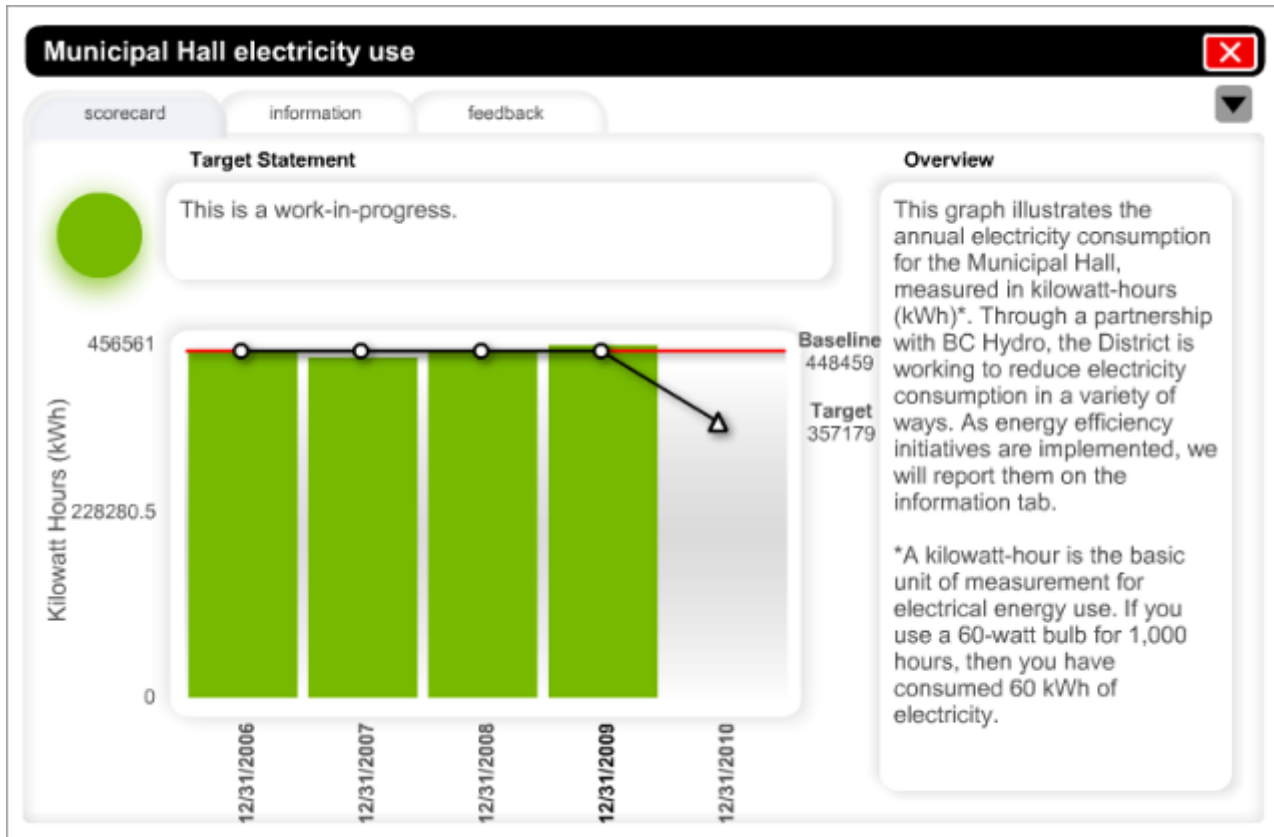 Municipal Hall electricity use
scorecard
information
feedback
Target Statement
This is a work-in-progress.
456561
228280.5
0
Kilowatt Hours (kWh)
12/31/2006
12/31/2007
12/31/2008
12/31/2009
12/31/2010
Baseline
448459
Target
357179
Overview
This graph illustrates the
annual electricity consumption
for the Municipal Hall,
measured in kilowatt-hours
(kWh)*. Through a partnership
with BC Hydro, the District is
working to reduce electricity
consumption in a variety of
ways. As energy efficiency
initiatives are implemented, we
will report them on the
information tab.
*A kilowatt-hour is the basic
unit of measurement for
electrical energy use. If you
use a 60-watt bulb for 1,000
hours, then you have
consumed 60 kWh of
electricity.